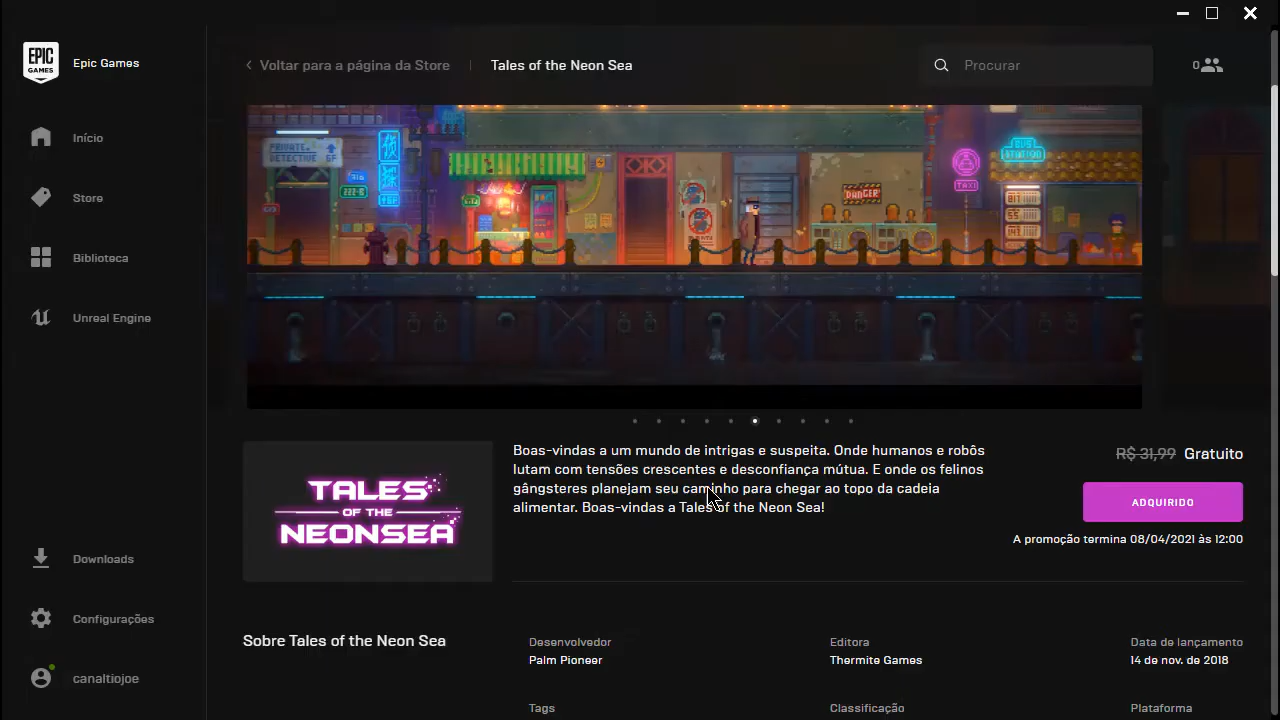 EPIC
GAMES
Epic Games
Voltar para a página da Store
Tales of the Neon Sea
Procurar
0
Início
Store
Biblioteca
Unreal Engine
PRIVATE.
DETECTIVE GF
DANGER
TAXI
BUS
STATION
TALES
OF THE
NEONSEA
Boas-vindas a um mundo de intrigas e suspeita. Onde humanos e robôs
lutam com tensões crescentes e desconfiança mútua. E onde os felinos
gângsteres planejam seu caminho para chegar ao topo da cadeia
alimentar. Boas-vindas a Tales of the Neon Sea!
R$ 31,99 Gratuito
ADQUIRIDO
A promoção termina 08/04/2021 às 12:00
Downloads
Configurações
canaltiojoe
Sobre Tales of the Neon Sea
Desenvolvedor
Palm Pioneer
Editora
Thermite Games
Data de lançamento
14 de nov. de 2018
Tags
Classificação
Plataforma